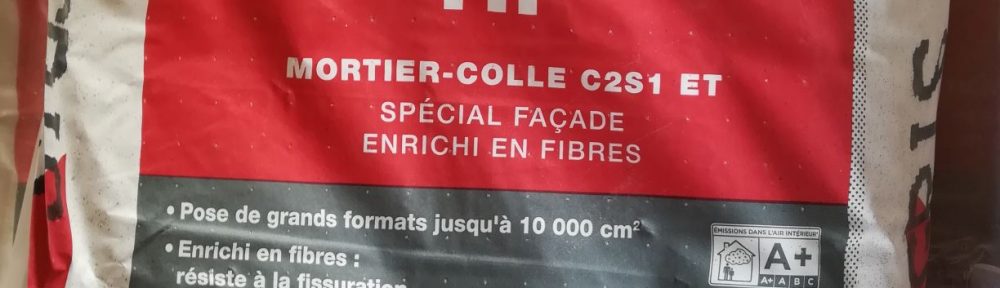 MORTIER-COLLE C2S1 ET
SPÉCIAL FAÇADE
ENRICHI EN FIBRES
• Pose de grands formats jusqu'à 10 000 cm²
• Enrichi en fibres :
résiste à la fissuration
ÉMISSIONS DANS L'AIR INTÉRIEUR
A+
A+ A B C